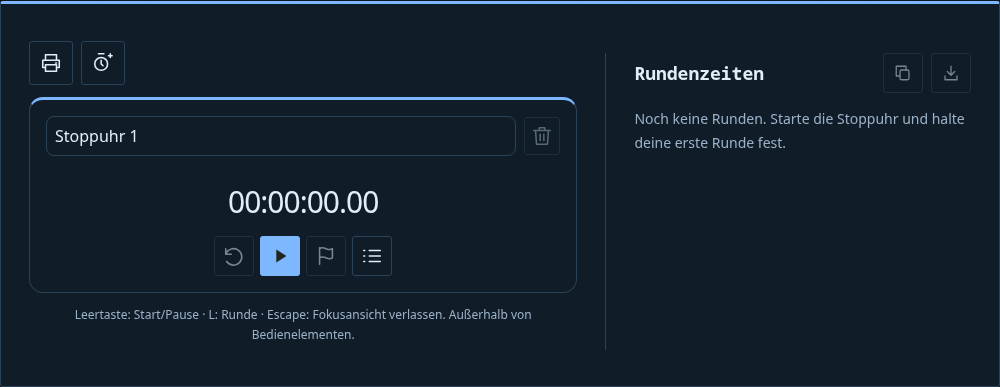 Stoppuhr 1
00:00:00.00
Leertaste: Start/Pause · L: Runde · Escape: Fokusansicht verlassen. Außerhalb von
Bedienelementen.
Rundenzeiten
Noch keine Runden. Starte die Stoppuhr und halte
deine erste Runde fest.